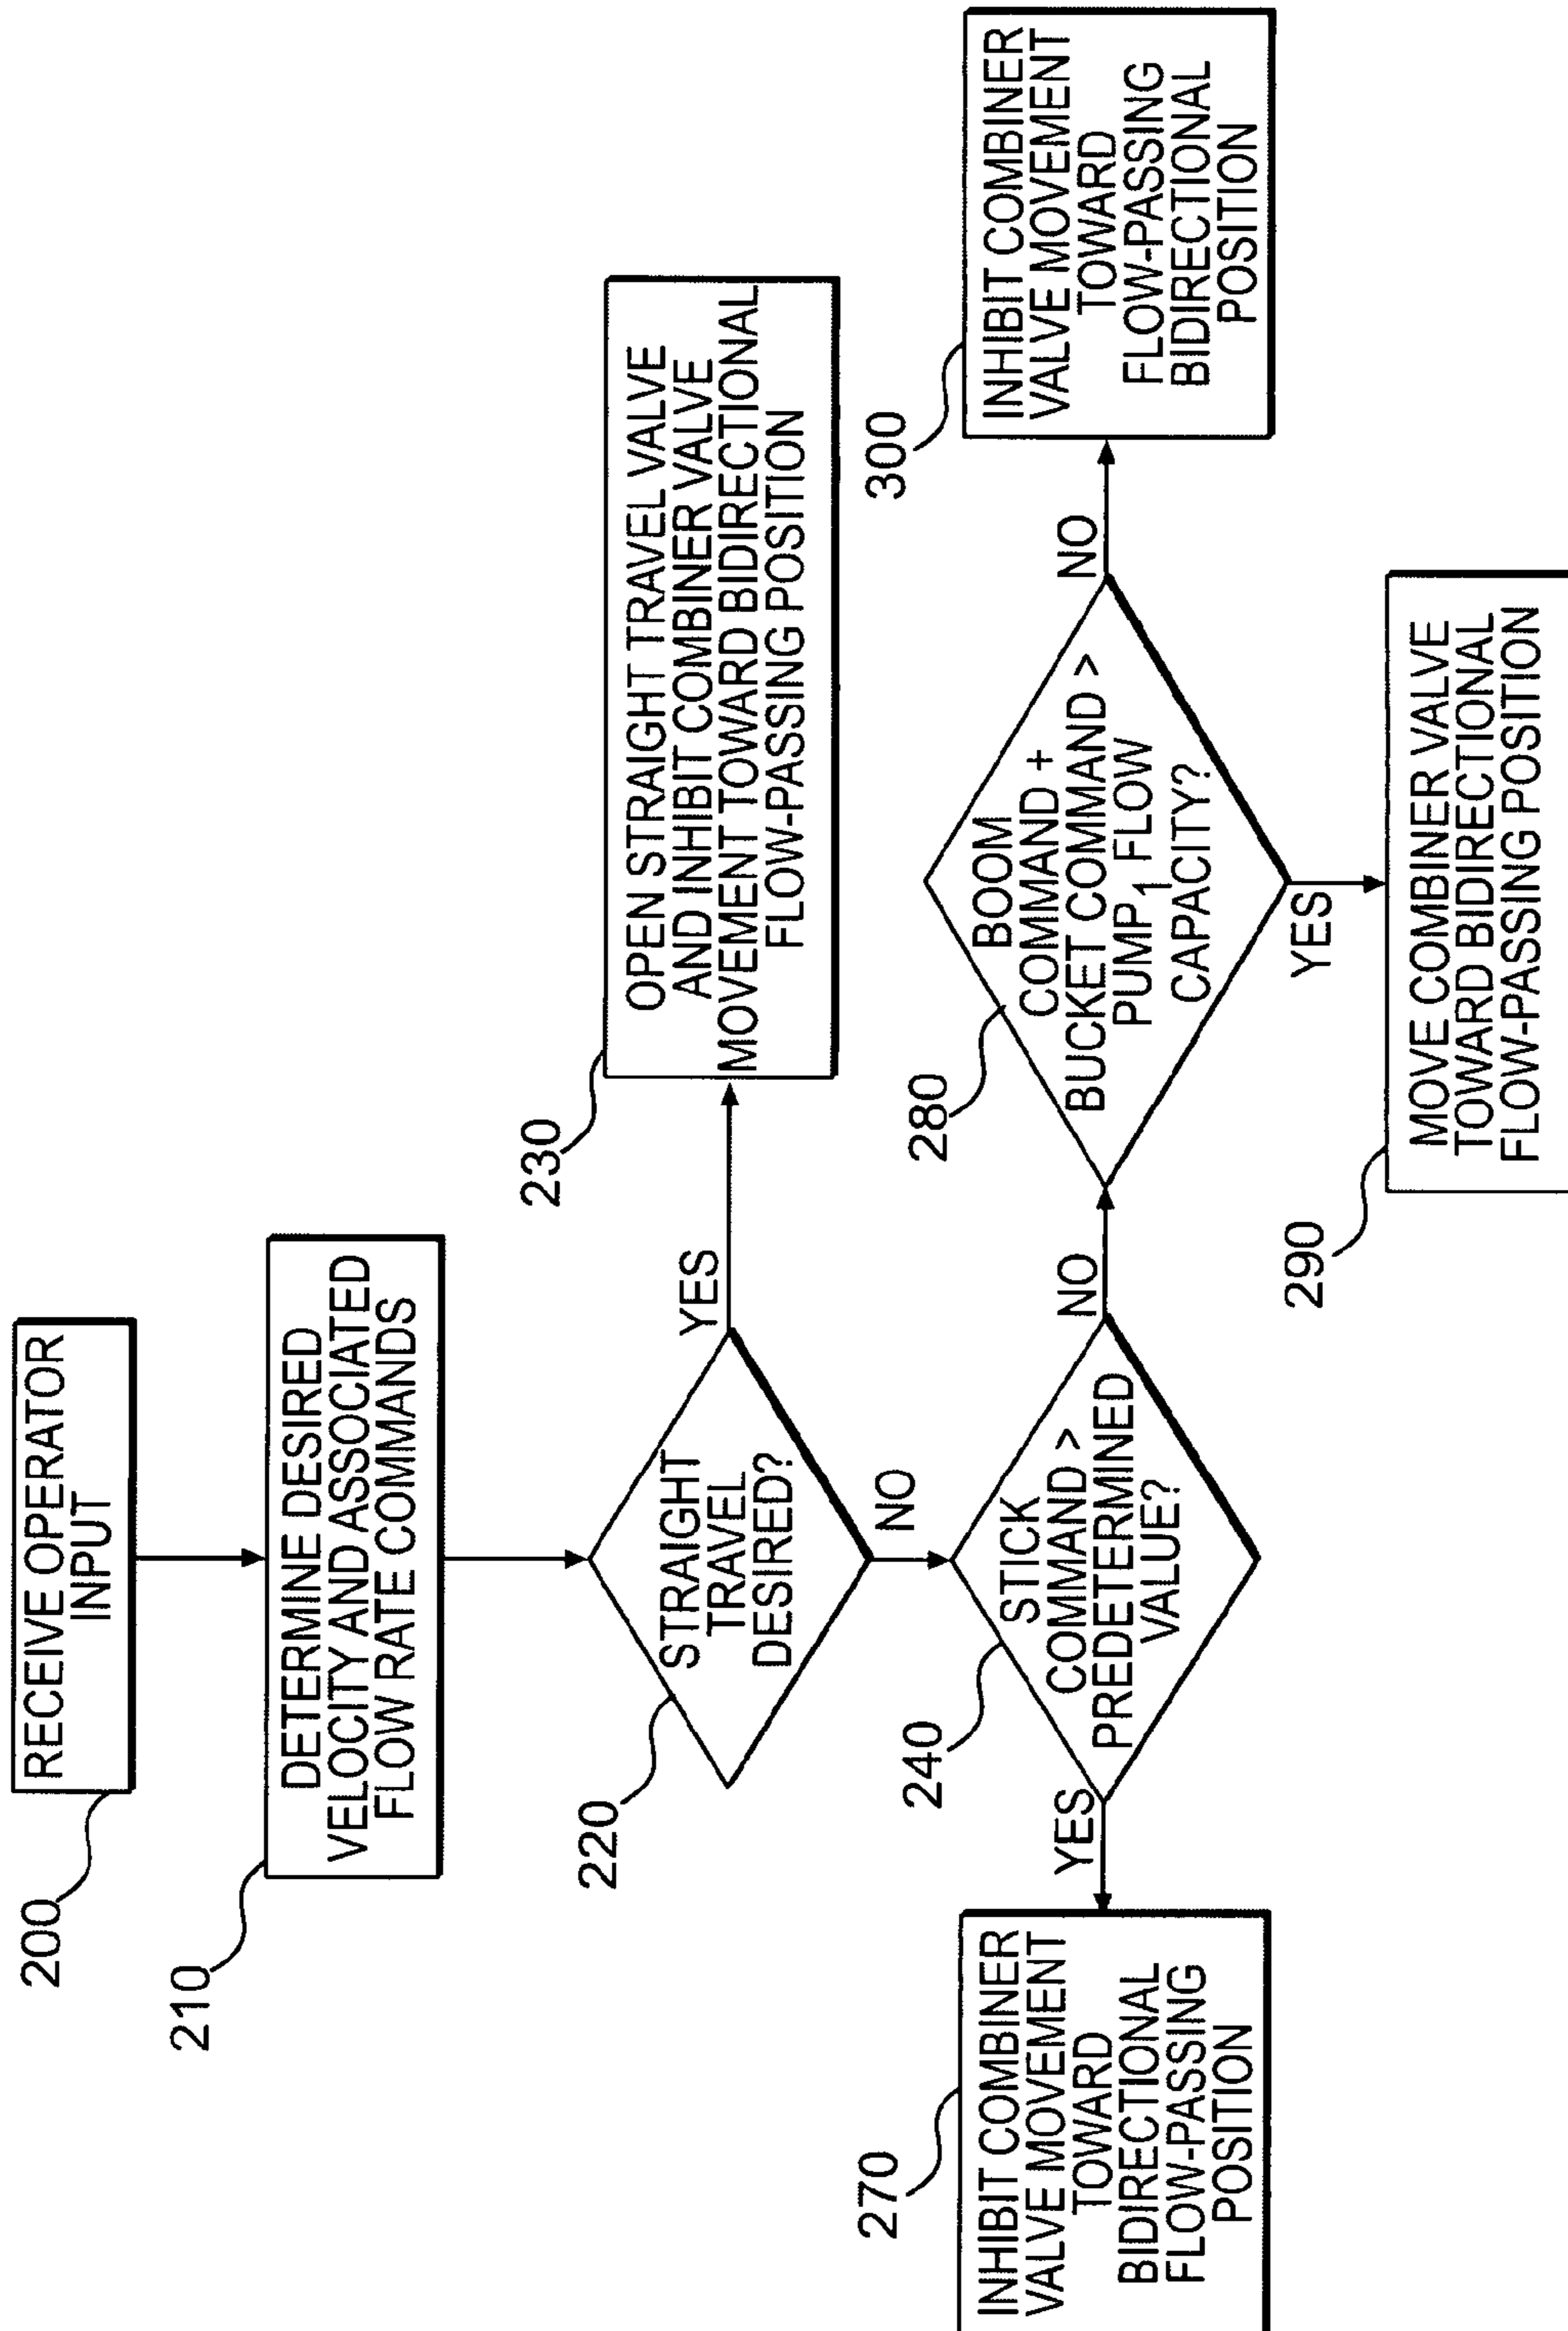 200
RECEIVE OPERATOR
INPUT
210
DETERMINE DESIRED
VELOCITY AND ASSOCIATED
FLOW RATE COMMANDS
220
STRAIGHT
TRAVEL
DESIRED?
YES
NO
230
OPEN STRAIGHT TRAVEL VALVE
AND INHIBIT COMBINER VALVE
MOVEMENT TOWARD BIDIRECTIONAL
FLOW-PASSING POSITION
240
STICK
COMMAND >
PREDETERMINED
VALUE?
YES
NO
270
INHIBIT COMBINER
VALVE MOVEMENT
TOWARD
BIDIRECTIONAL
FLOW-PASSING
POSITION
280
BOOM
COMMAND +
BUCKET COMMAND >
PUMP 1 FLOW
CAPACITY?
NO
YES
300
INHIBIT COMBINER
VALVE MOVEMENT
TOWARD
FLOW-PASSING
BIDIRECTIONAL
POSITION
290
MOVE COMBINER VALVE
TOWARD BIDIRECTIONAL
FLOW-PASSING POSITION